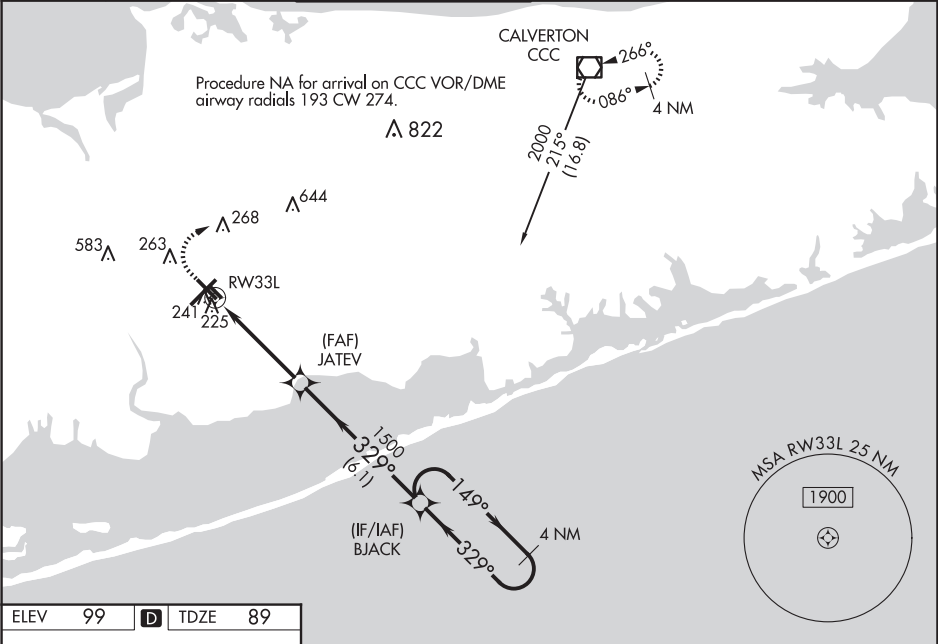 CALVERTON
CCC
266°
086°
4 NM
Procedure NA for arrival on CCC VOR/DME
airway radials 193 CW 274.
822
2000
215°
(16.8)
644
268
583
263
RW33L
241
225
(FAF)
JATEV
1500
329°
(6.1)
149°
(IF/IAF)
BJACK
329°
4 NM
MSA RW33L 25 NM
1900
ELEV 99 D TDZE 89